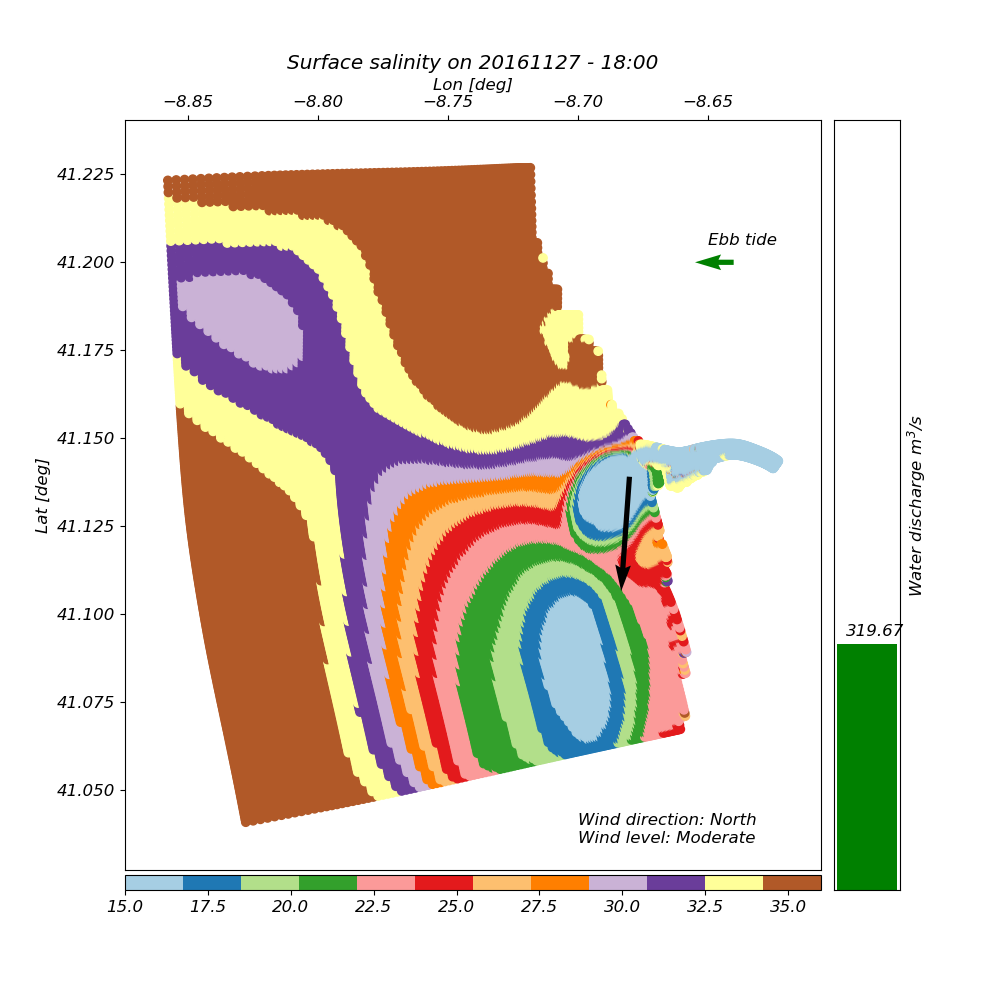 Surface salinity on 20161127 - 18:00
Lon [deg]
−8.85 −8.80 −8.75 −8.70 −8.65
41.225
41.200
41.175
41.150
41.125
41.100
41.075
41.050
Lat [deg]
Ebb tide
Wind direction: North
Wind level: Moderate
319.67
Water discharge m³/s
15.0 17.5 20.0 22.5 25.0 27.5 30.0 32.5 35.0